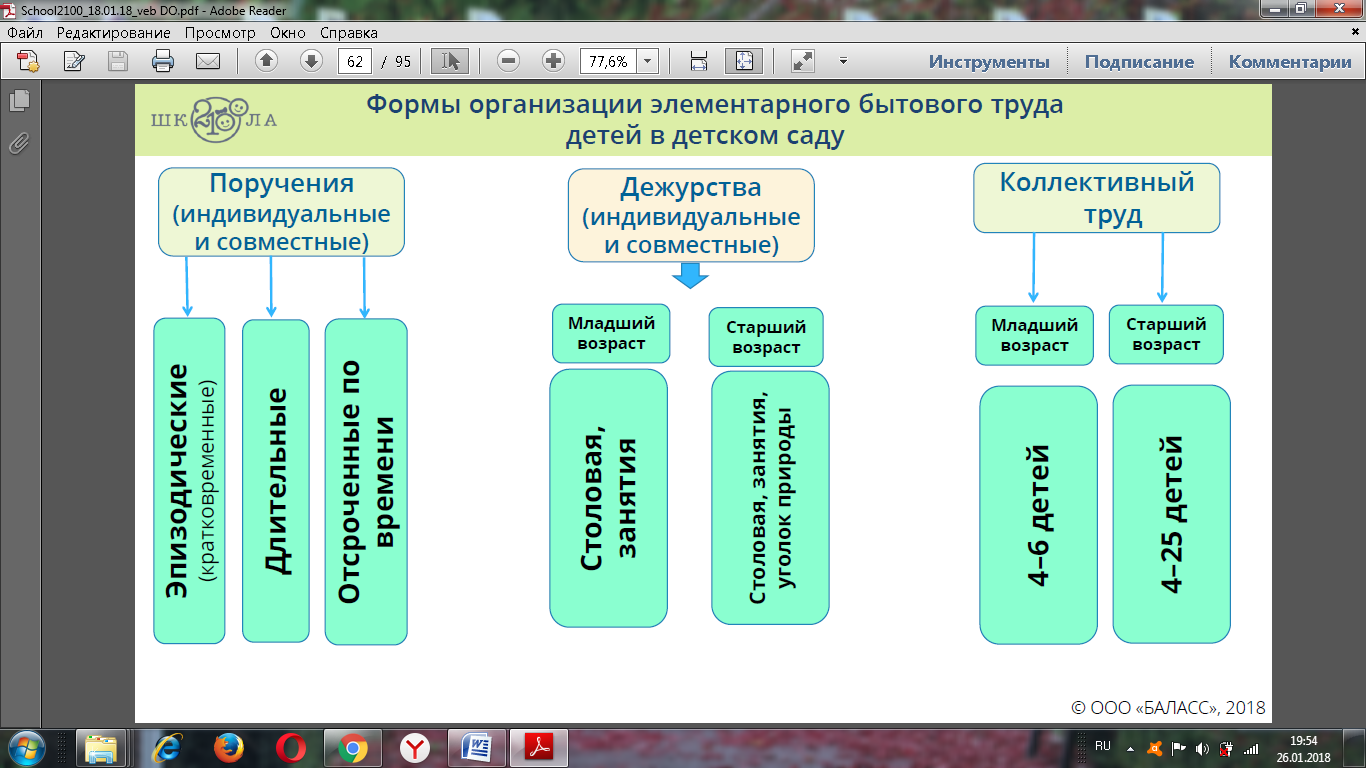 School2100_18.01.18_veb DO.pdf - Adobe Reader
Файл Редактирование Просмотр Окно Справка
62 / 95
77,6%
Инструменты Подписание Комментарии
ШК 2100 ЛА
Формы организации элементарного бытового труда
детей в детском саду
Поручения
(индивидуальные
и совместные)
Эпизодические
(кратковременные)
Длительные
Отсроченные по
времени
Дежурства
(индивидуальные
и совместные)
Младший
возраст
Столовая,
занятия
Старший
возраст
Столовая, занятия,
уголок природы
Коллективный
труд
Младший
возраст
4–6 детей
Старший
возраст
4–25 детей
© ООО «БАЛАСС», 2018
RU
19:54
26.01.2018